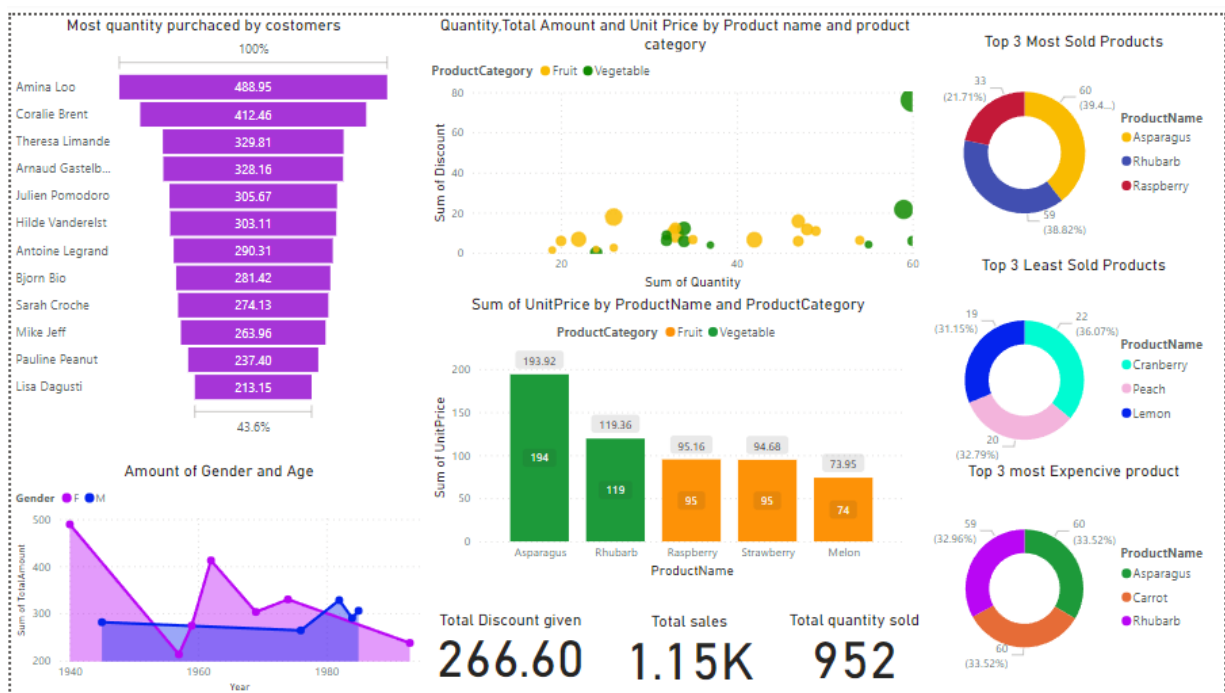 Most quantity purchaced by costomers
100%
Amina Loo 488.95
Coralie Brent 412.46
Theresa Limande 329.81
Arnaud Gastelb... 328.16
Julien Pomodoro 305.67
Hilde Vanderelst 303.11
Antoine Legrand 290.31
Bjorn Bio 281.42
Sarah Croche 274.13
Mike Jeff 263.96
Pauline Peanut 237.40
Lisa Dagusti 213.15
43.6%
Amount of Gender and Age
Gender F M
500
400
300
200
Sum of TotalAmount
1940 1960 1980
Year
Quantity,Total Amount and Unit Price by Product name and product
category
ProductCategory Fruit Vegetable
80
60
40
20
0
Sum of Discount
20 40 60
Sum of Quantity
Sum of UnitPrice by ProductName and ProductCategory
ProductCategory Fruit Vegetable
200
150
100
50
0
Sum of UnitPrice
193.92
119.36
95.16
94.68
73.95
194
119
95
95
74
Asparagus Rhubarb Raspberry Strawberry Melon
ProductName
Total Discount given
266.60
Total sales
1.15K
Total quantity sold
952
Top 3 Most Sold Products
33
(21.71%)
60
(39.4...)
59
(38.82%)
ProductName
Asparagus
Rhubarb
Raspberry
Top 3 Least Sold Products
19
(31.15%)
22
(36.07%)
20
(32.79%)
ProductName
Cranberry
Peach
Lemon
Top 3 most Expencive product
59
(32.96%)
60
(33.52%)
60
(33.52%)
ProductName
Asparagus
Carrot
Rhubarb